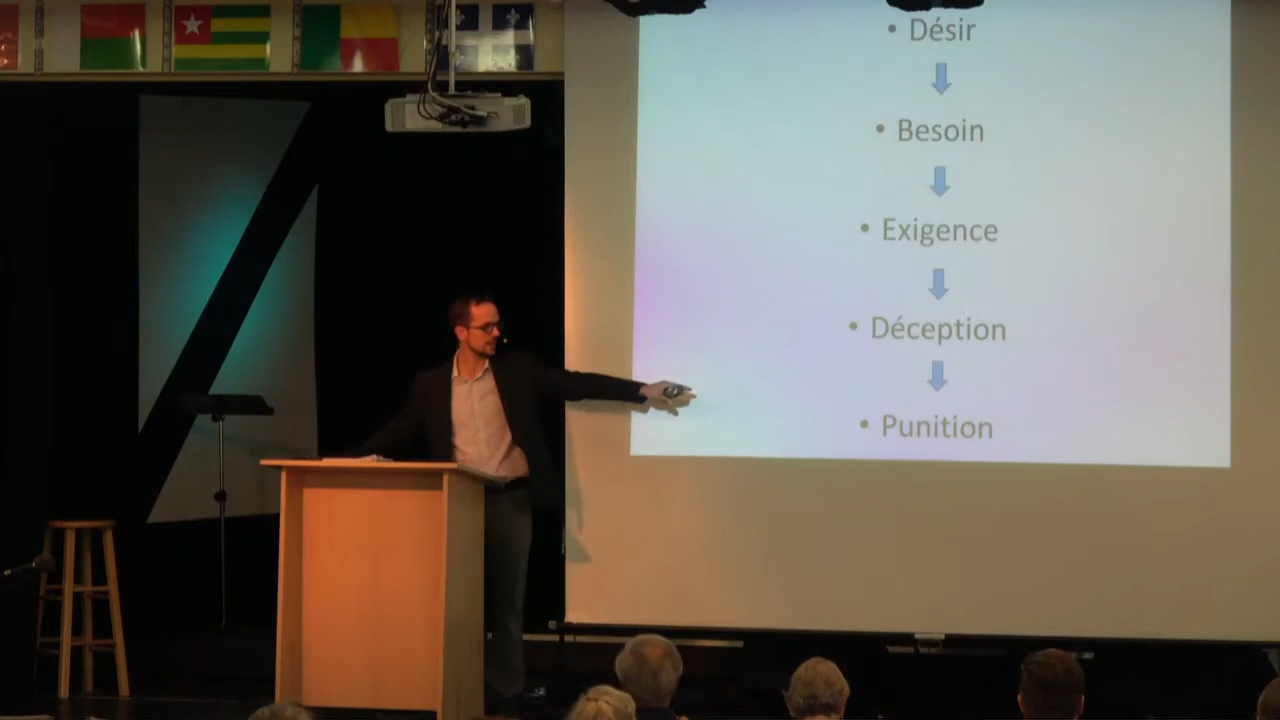 • Désir
• Besoin
• Exigence
• Déception
• Punition